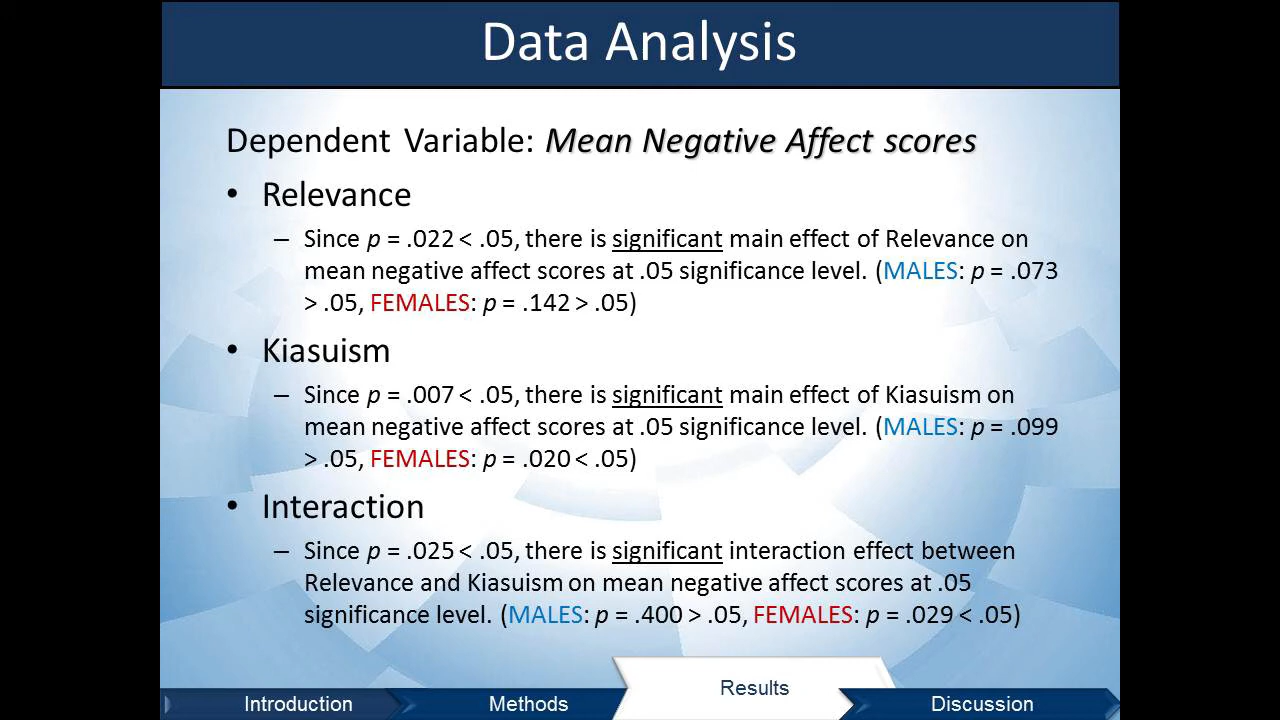 Data Analysis
Dependent Variable: Mean Negative Affect scores
• Relevance
– Since p = .022 < .05, there is significant main effect of Relevance on
mean negative affect scores at .05 significance level. (MALES: p = .073
> .05, FEMALES: p = .142 > .05)
• Kiasuism
– Since p = .007 < .05, there is significant main effect of Kiasuism on
mean negative affect scores at .05 significance level. (MALES: p = .099
> .05, FEMALES: p = .020 < .05)
• Interaction
– Since p = .025 < .05, there is significant interaction effect between
Relevance and Kiasuism on mean negative affect scores at .05
significance level. (MALES: p = .400 > .05, FEMALES: p = .029 < .05)
Introduction Methods Results Discussion